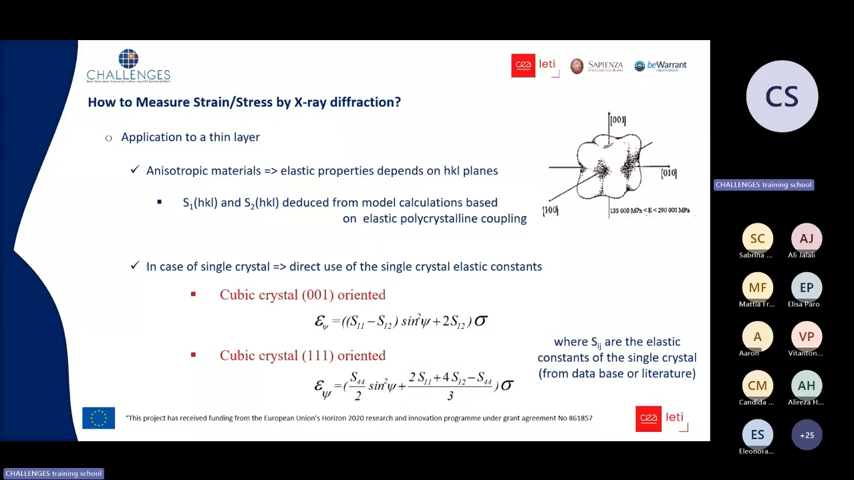 CHALLENGES
cea leti
SAPIENZA
beWarrant
How to Measure Strain/Stress by X-ray diffraction?
Application to a thin layer
Anisotropic materials => elastic properties depends on hkl planes
S1(hkl) and S2(hkl) deduced from model calculations based
on elastic polycrystalline coupling
[001]
[010]
[100]
135 000 MPa < E < 290 000 MPa
In case of single crystal => direct use of the single crystal elastic constants
Cubic crystal (001) oriented
εψ =((S11 – S12 ) sin²ψ + 2S12 ) σ
Cubic crystal (111) oriented
εψ =( S44/2 sin²ψ + (2 S11 + 4 S12 – S44)/3 ) σ
where Sij are the elastic
constants of the single crystal
(from data base or literature)
"This project has received funding from the European Union's Horizon 2020 research and innovation programme under grant agreement No 861857
cea leti
CS
CHALLENGES training school
SC
Sabrina ...
AJ
Ali Jalali
MF
Mattia Fr...
EP
Elisa Paro
A
Aaron
VP
Vitanton...
CM
Candida ...
AH
Alireza H...
ES
Eleonora...
+25
CHALLENGES training school